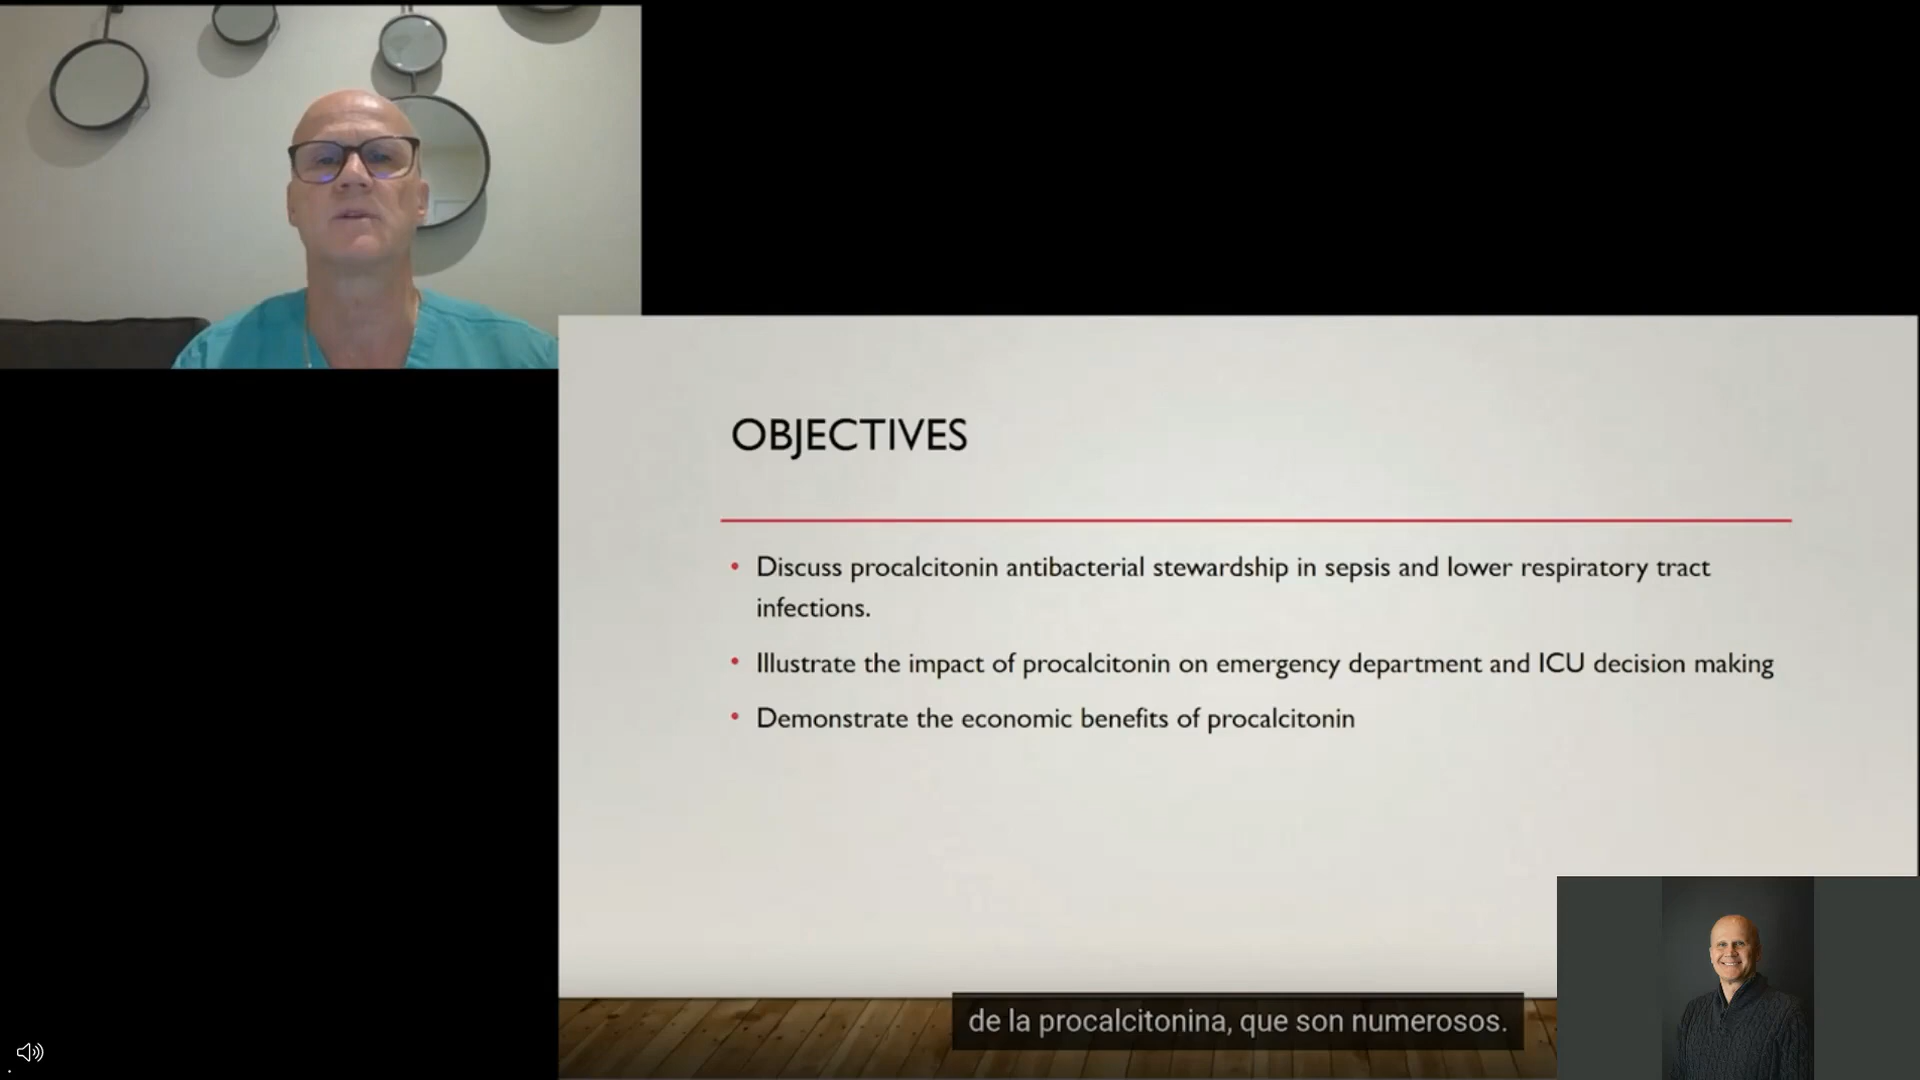 OBJECTIVES
• Discuss procalcitonin antibacterial stewardship in sepsis and lower respiratory tract
infections.
• Illustrate the impact of procalcitonin on emergency department and ICU decision making
• Demonstrate the economic benefits of procalcitonin
de la procalcitonina, que son numerosos.